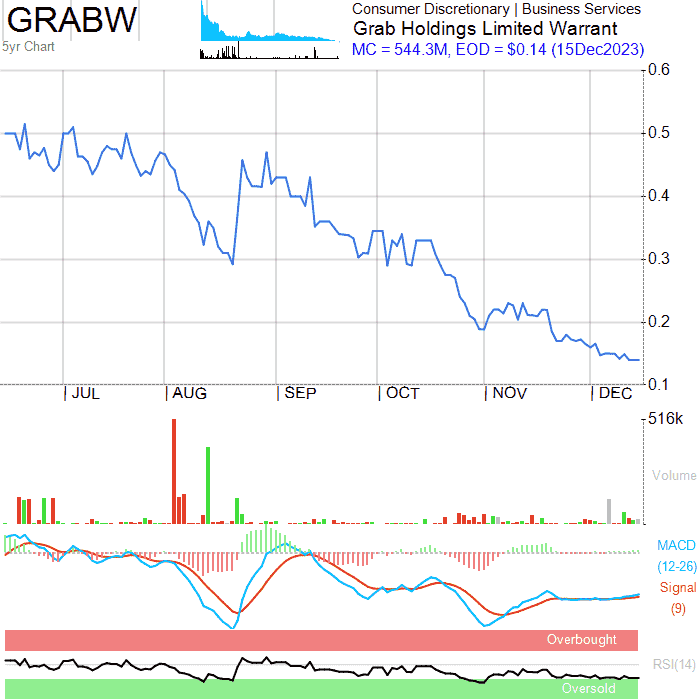 GRABW
5yr Chart
Consumer Discretionary | Business Services
Grab Holdings Limited Warrant
MC = 544.3M, EOD = $0.14 (15Dec2023)
0.6
0.5
0.4
0.3
0.2
0.1
JUL AUG SEP OCT NOV DEC
516k
Volume
MACD
(12-26)
Signal
(9)
Overbought
RSI(14)
Oversold